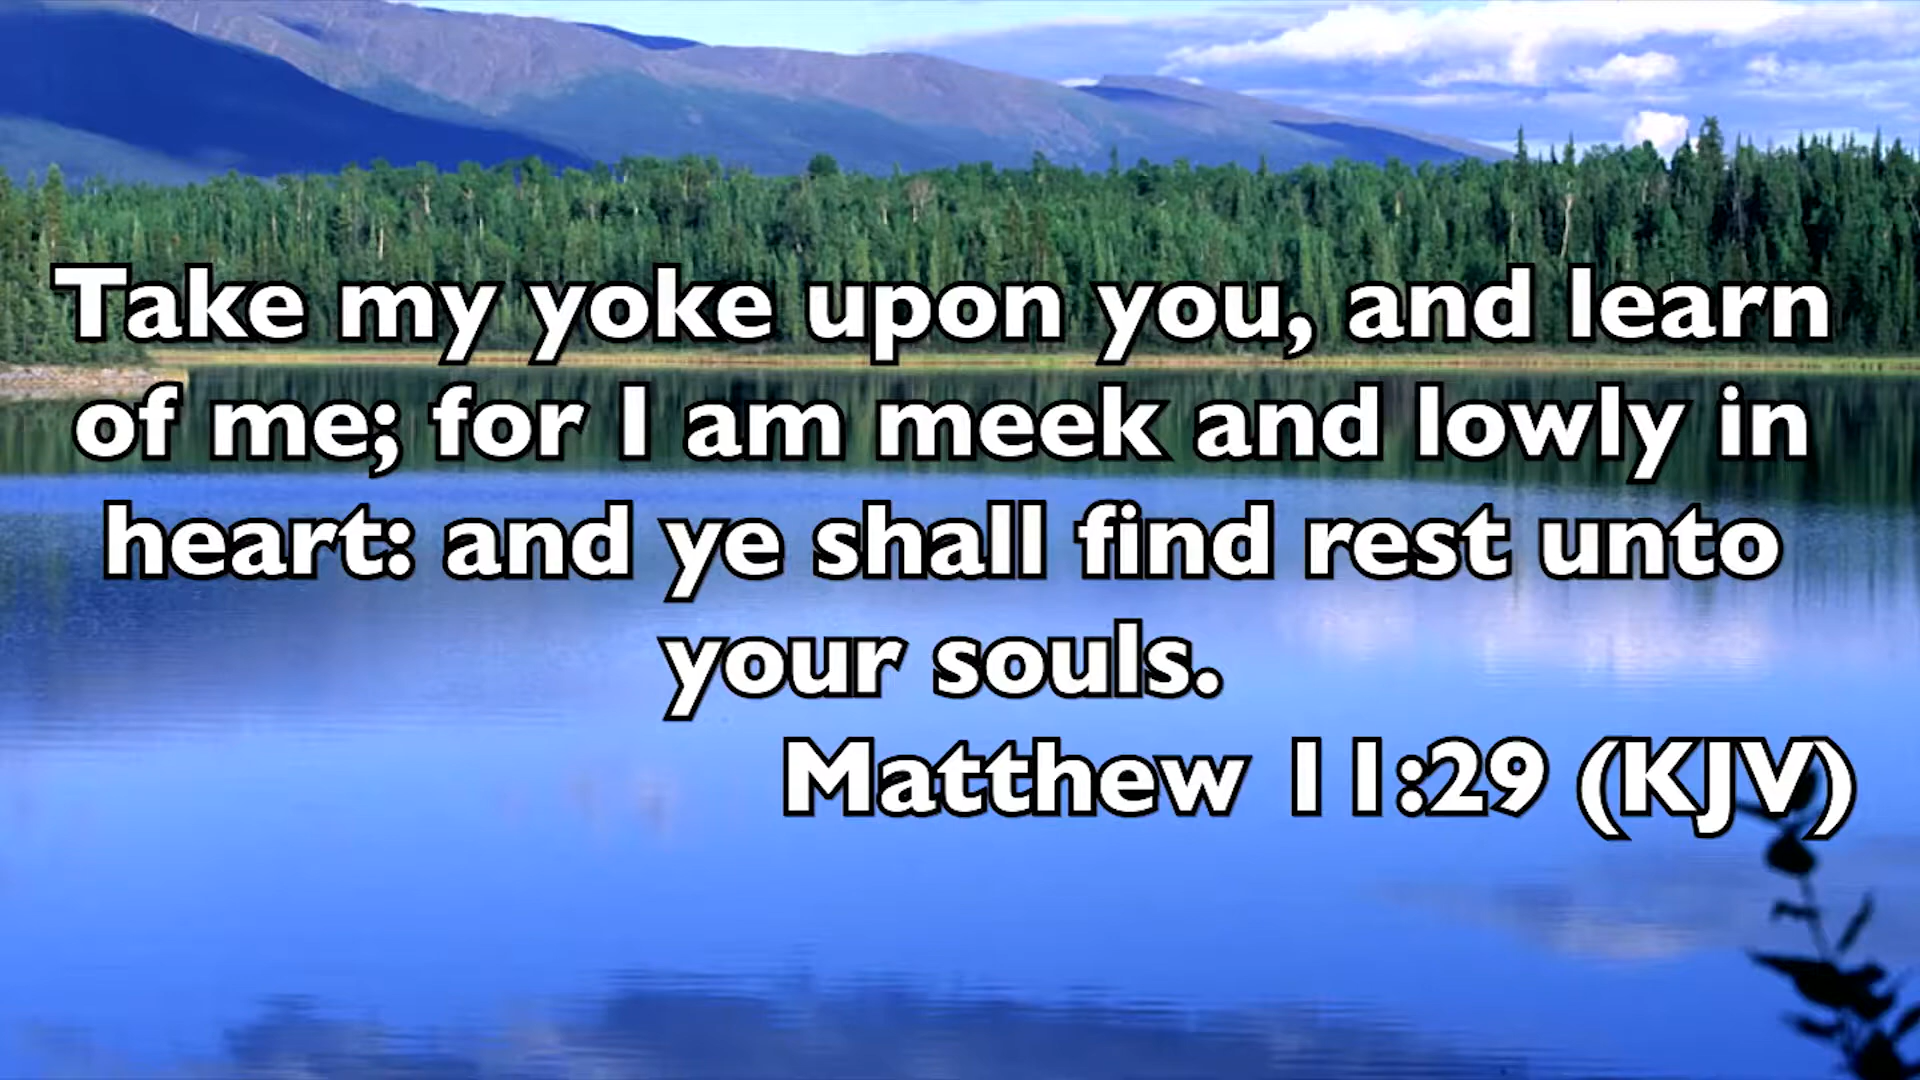 Take my yoke upon you, and learn
of me; for I am meek and lowly in
heart: and ye shall find rest unto
your souls.
Matthew 11:29 (KJV)